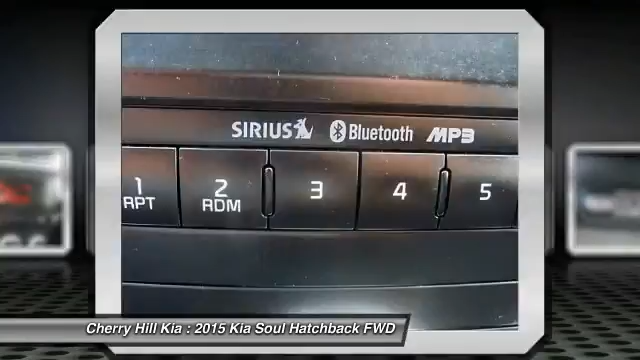 SIRIUS Bluetooth MP3
1 2 3 4 5
RPT RDM
Cherry Hill Kia : 2015 Kia Soul Hatchback FWD